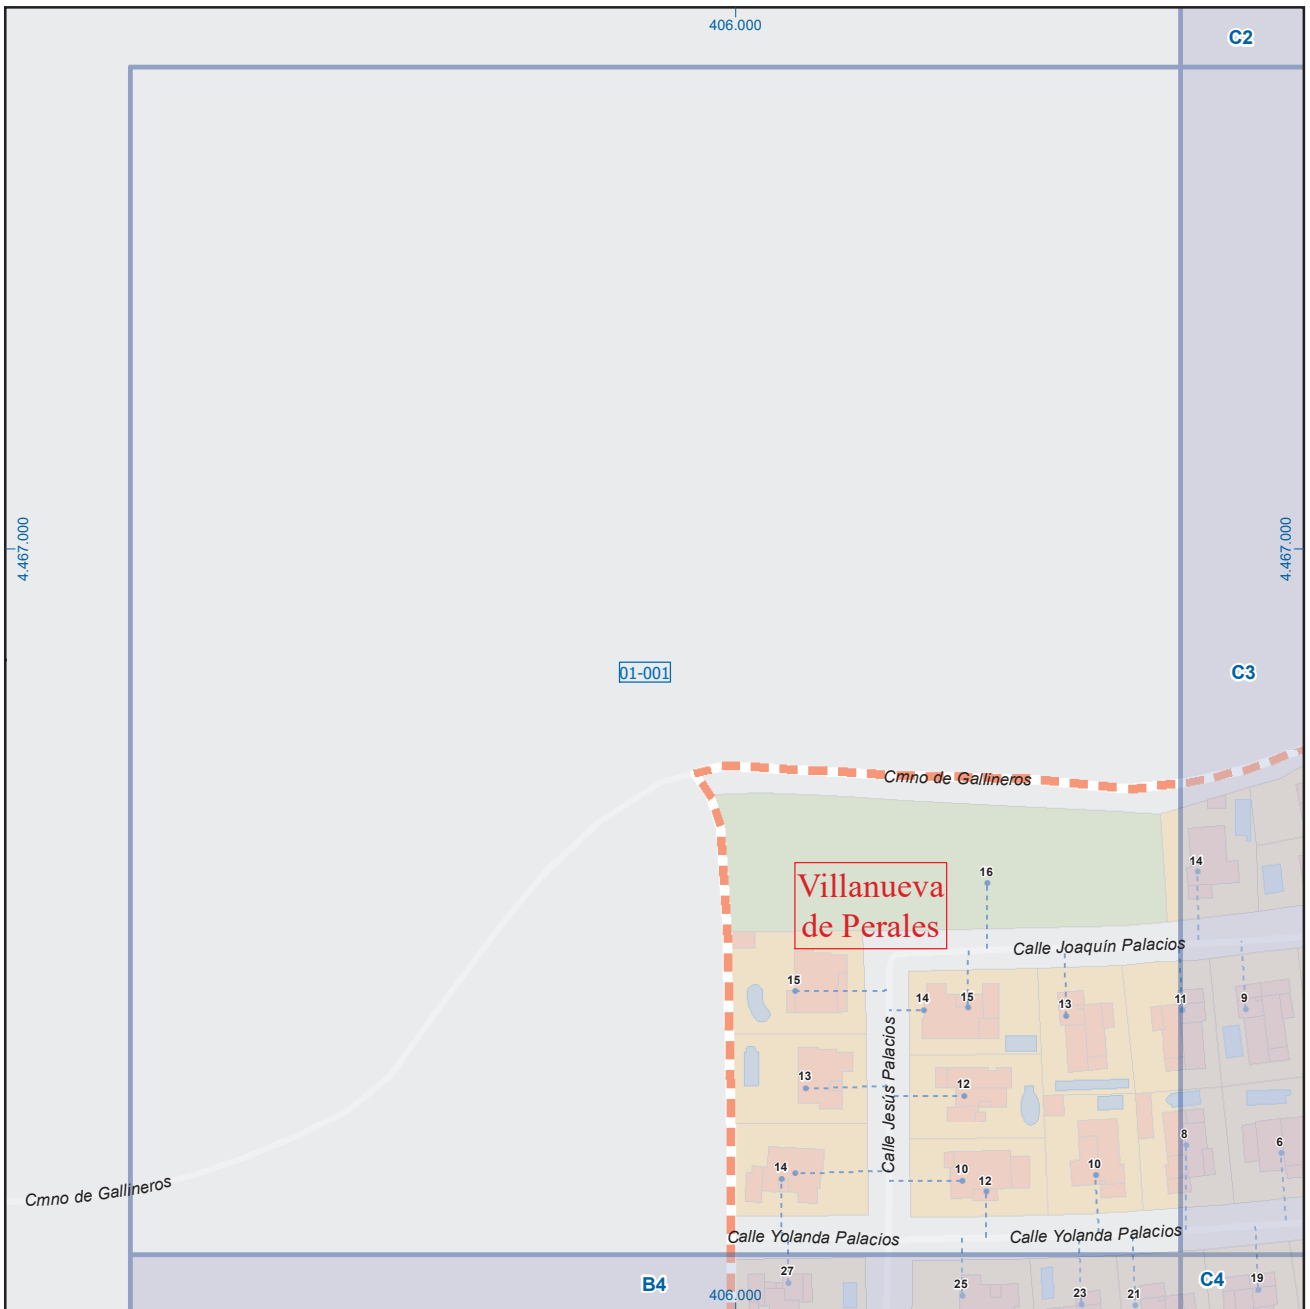 406.000
C2
4.467.000
4.467.000
01-001
C3
Cmno de Gallineros
14
16
Villanueva
de Perales
Calle Joaquín Palacios
15
14
15
13
11
9
Calle Jesús Palacios
13
12
8
6
14
10
12
10
Cmno de Gallineros
Calle Yolanda Palacios
Calle Yolanda Palacios
27
B4
406.000
25
23
21
C4
19